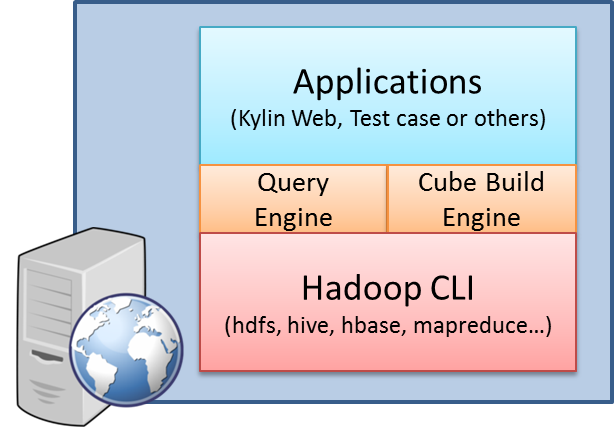 Applications
(Kylin Web, Test case or others)
Query
Engine
Cube Build
Engine
Hadoop CLI
(hdfs, hive, hbase, mapreduce…)